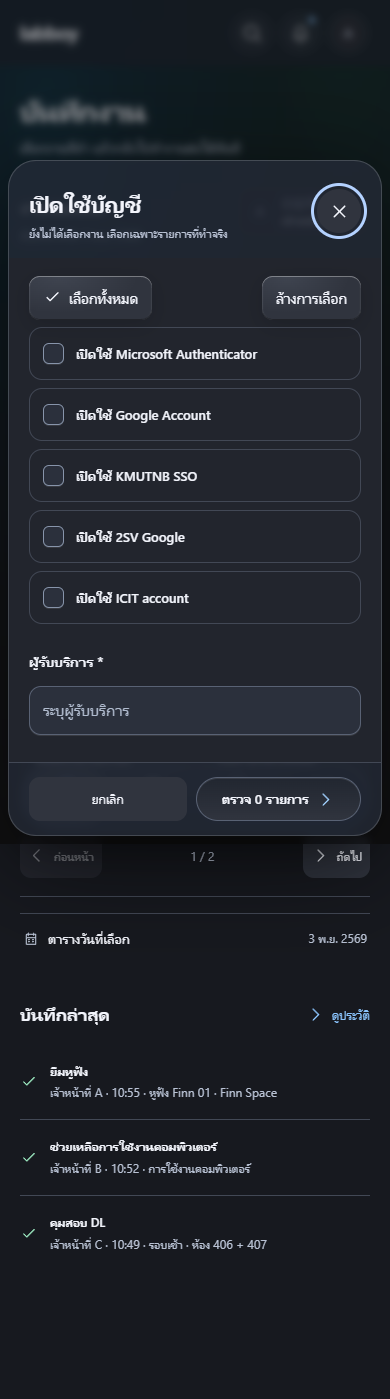 labboy
บันทึกงาน
เปิดใช้บัญชี
ยังไม่ได้เลือกงาน เลือกเฉพาะรายการที่ทำจริง
เลือกทั้งหมด
ล้างการเลือก
เปิดใช้ Microsoft Authenticator
เปิดใช้ Google Account
เปิดใช้ KMUTNB SSO
เปิดใช้ 2SV Google
เปิดใช้ ICIT account
ผู้รับบริการ *
ระบุผู้รับบริการ
ยกเลิก
ตรวจ 0 รายการ
ก่อนหน้า
1 / 2
ถัดไป
ตารางวันที่เลือก
3 พ.ย. 2569
บันทึกล่าสุด
ดูประวัติ
ยืมหูฟัง
เจ้าหน้าที่ A · 10:55 · หูฟัง Finn 01 · Finn Space
ช่วยเหลือการใช้งานคอมพิวเตอร์
เจ้าหน้าที่ B · 10:52 · การใช้งานคอมพิวเตอร์
คุมสอบ DL
เจ้าหน้าที่ C · 10:49 · รอบเช้า · ห้อง 406 + 407